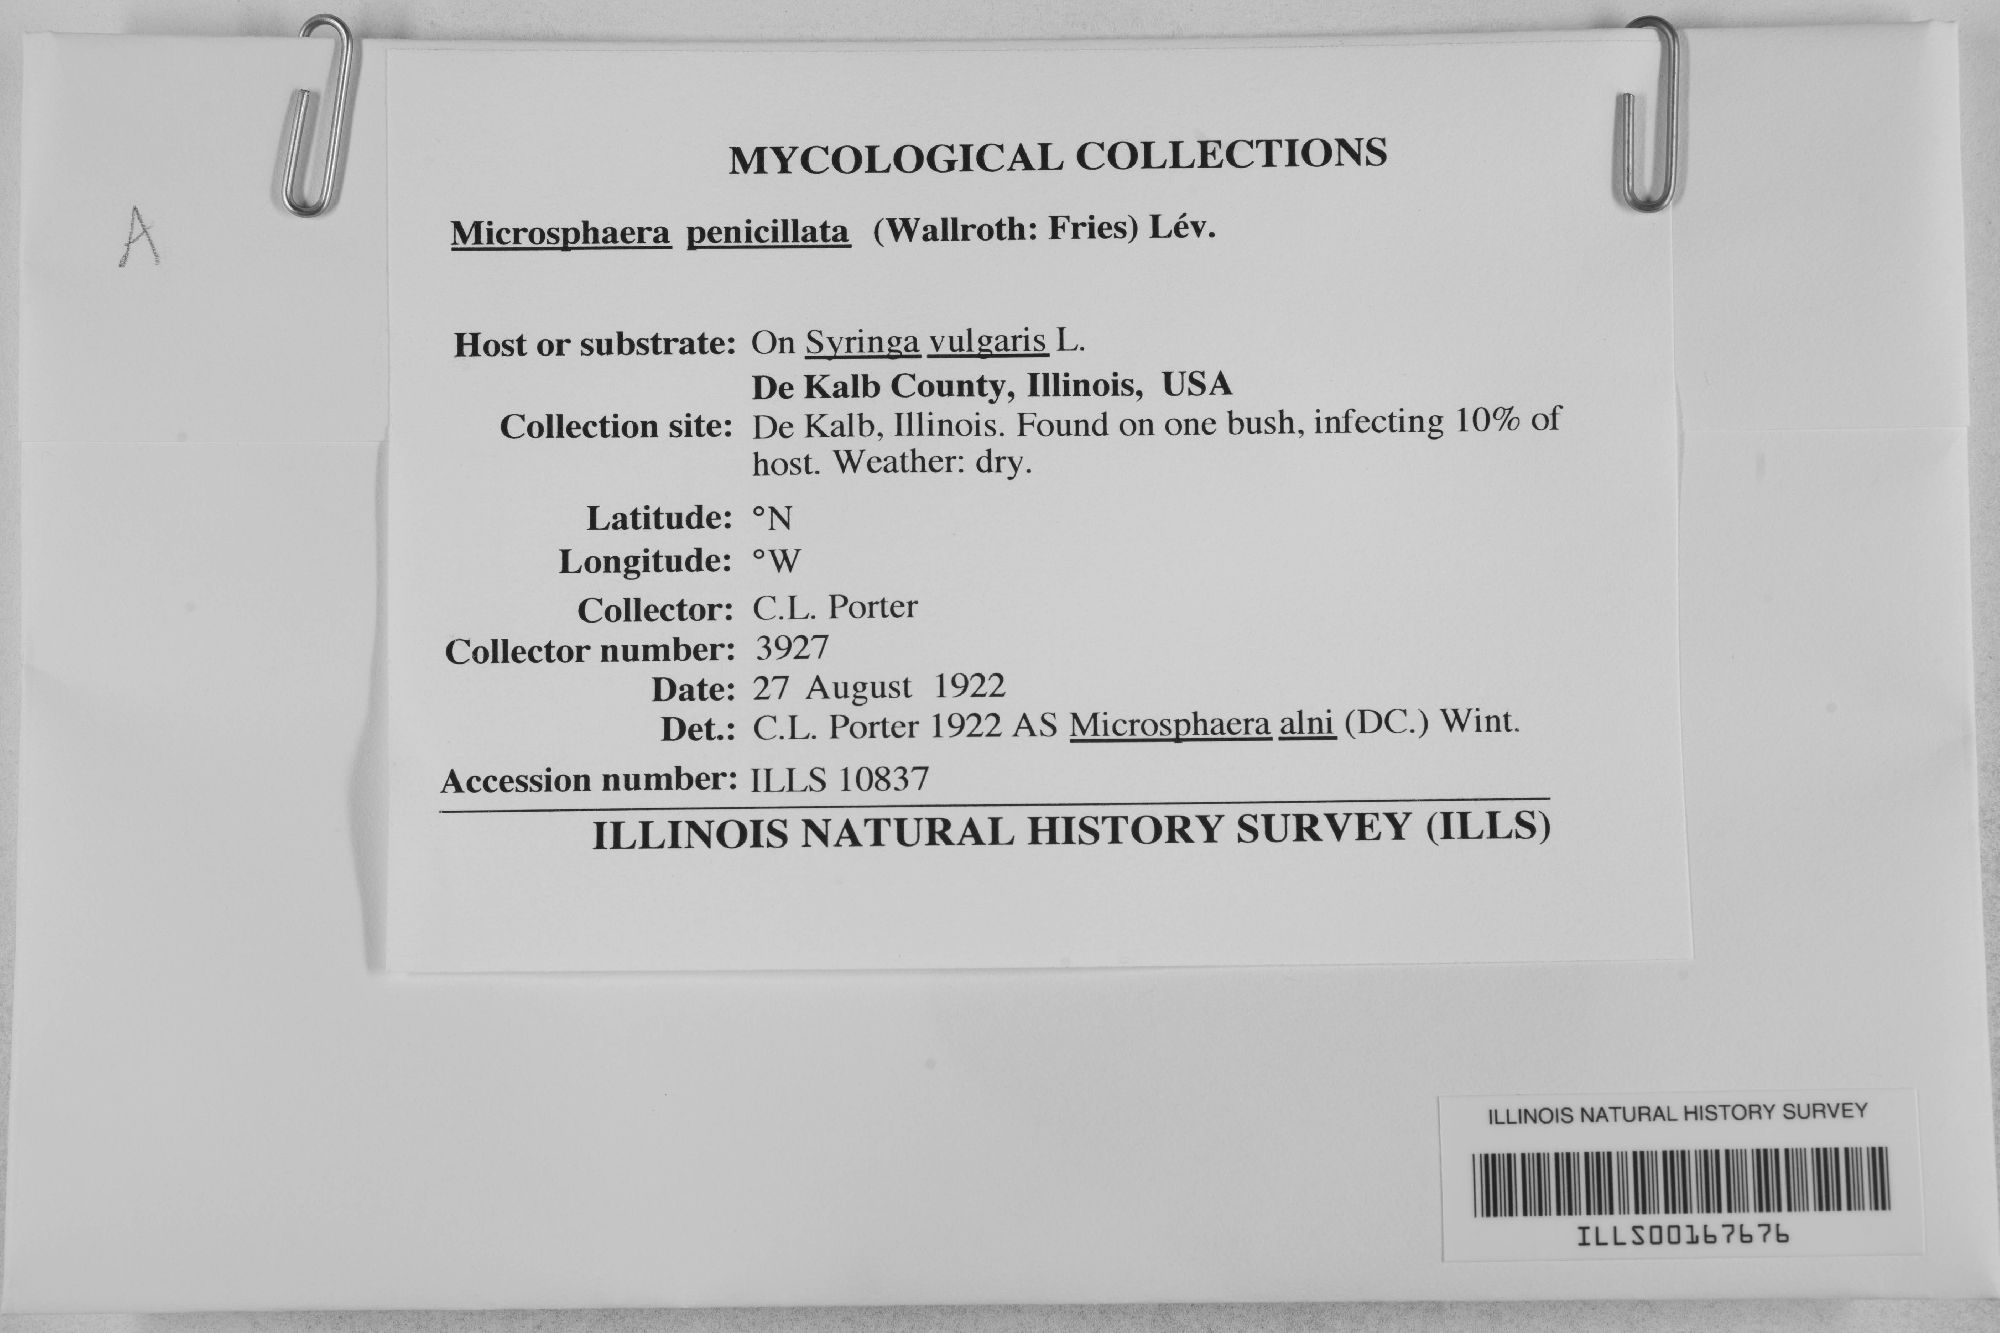 MYCOLOGICAL COLLECTIONS
A
Microsphaera penicillata (Wallroth: Fries) Lév.
Host or substrate: On Syringa vulgaris L.
De Kalb County, Illinois, USA
Collection site: De Kalb, Illinois. Found on one bush, infecting 10% of
host. Weather: dry.
Latitude: °N
Longitude: °W
Collector: C.L. Porter
Collector number: 3927
Date: 27 August 1922
Det.: C.L. Porter 1922 AS Microsphaera alni (DC.) Wint.
Accession number: ILLS 10837
ILLINOIS NATURAL HISTORY SURVEY (ILLS)
ILLINOIS NATURAL HISTORY SURVEY
ILLS00167676